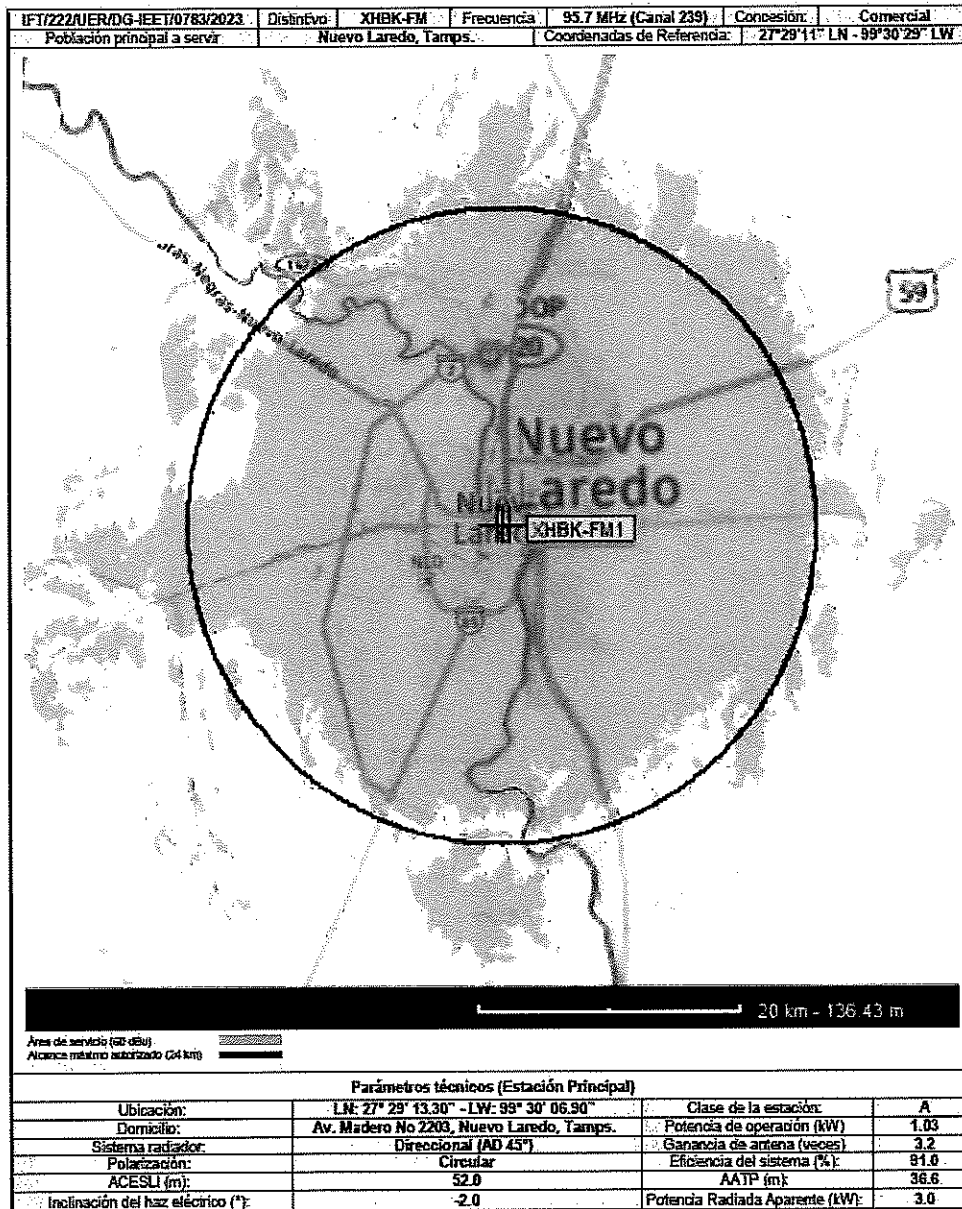 IFT/222/UER/DG-IEET/0783/2023 Distintivo XHBK-FM Frecuencia 95.7 MHz (Canal 239) Concesión: Comercial
Población principal a servir Nuevo Laredo, Tamps. Coordenadas de Referencia: 27°29'11" LN - 99°30'29" LW
59
20
Nuevo
Laredo
XHBK-FM1
20 km - 136.43 m
Área de servicio (60 dBu)
Alcance máximo autorizado (24 km)
Parámetros técnicos (Estación Principal)
Ubicación: LN: 27° 29' 13.30" - LW: 99° 30' 06.90" Clase de la estación: A
Domicilio: Av. Madero No 2203, Nuevo Laredo, Tamps. Potencia de operación (kW) 1.03
Sistema radiador: Direccional (AD 45°) Ganancia de antena (veces) 3.2
Polarización: Circular Eficiencia del sistema (%): 91.0
ACESLI (m): 52.0 AATP (m): 36.6
Inclinación del haz eléctrico (°): -2.0 Potencia Radiada Aparente (kW): 3.0